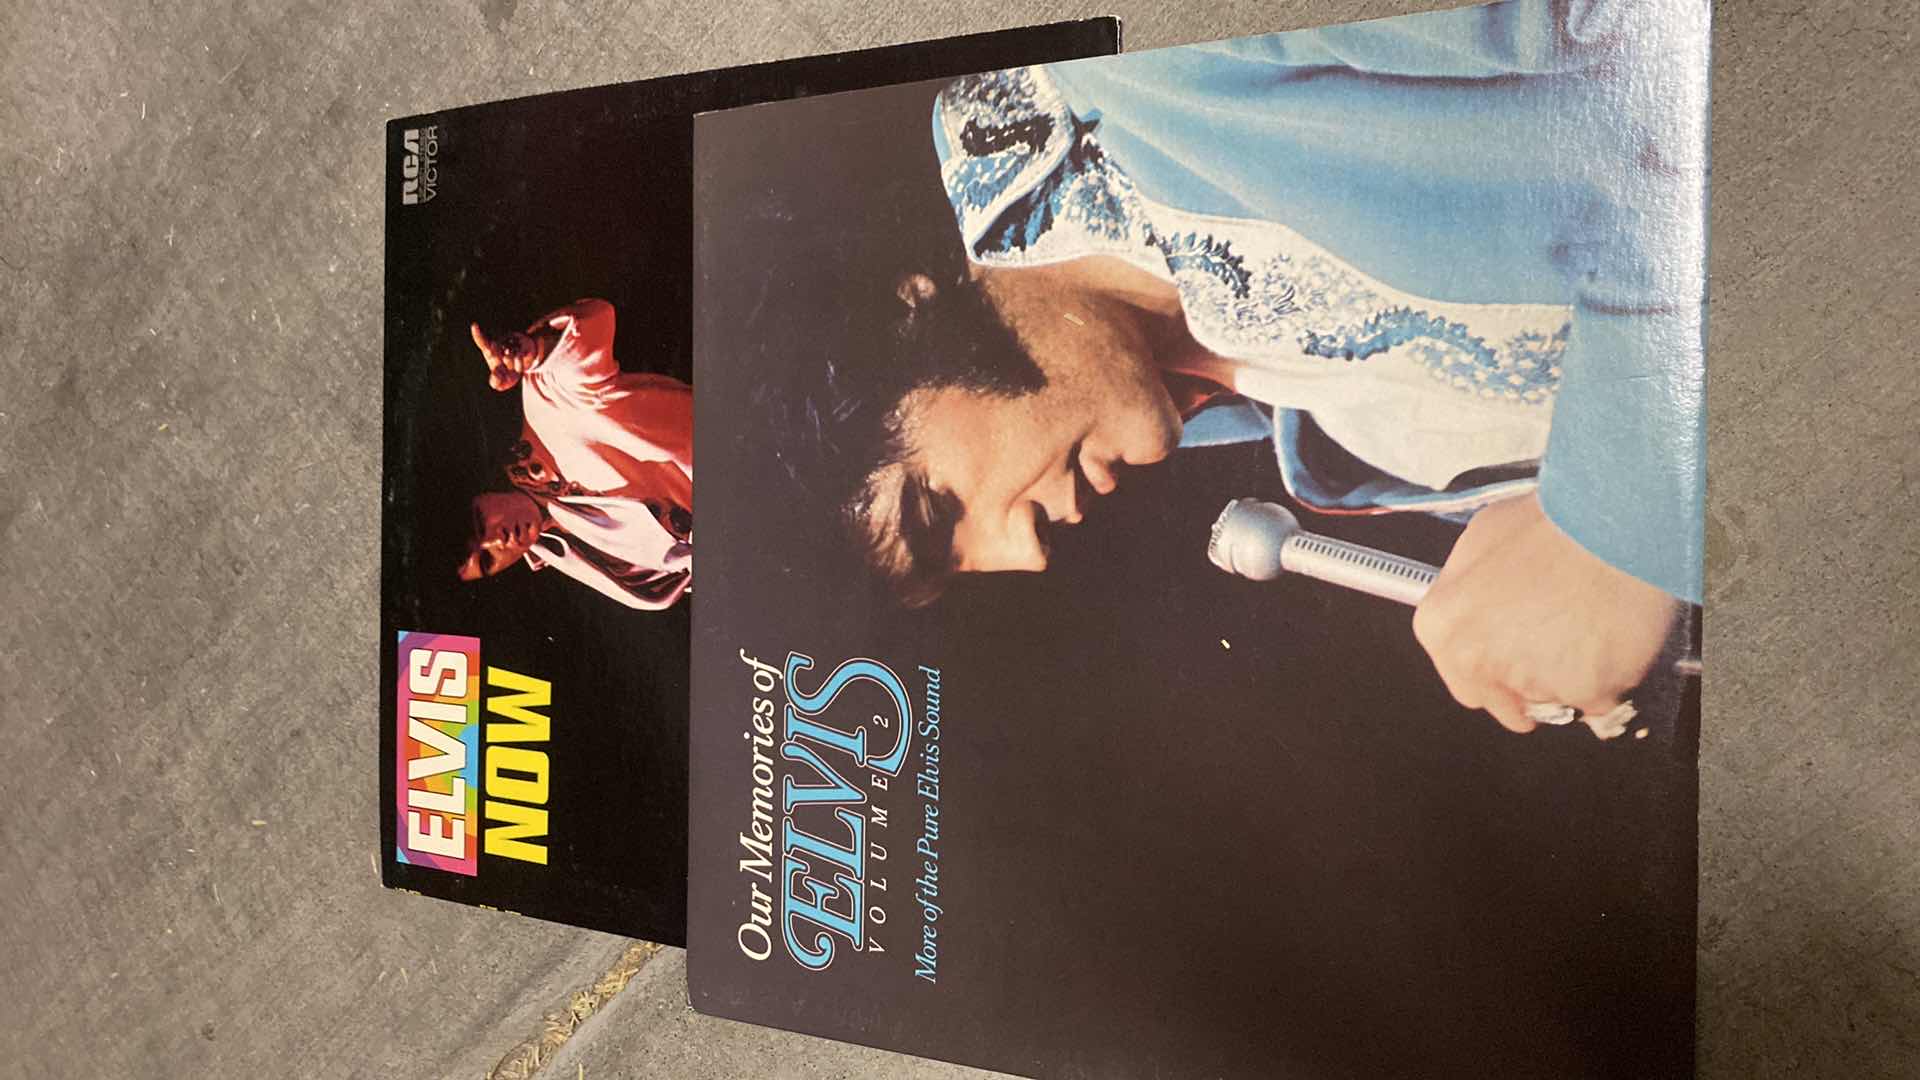 ELVIS
NOW
RCA
VICTOR
Our Memories of
ELVIS
VOLUME 2
More of the Pure Elvis Sound